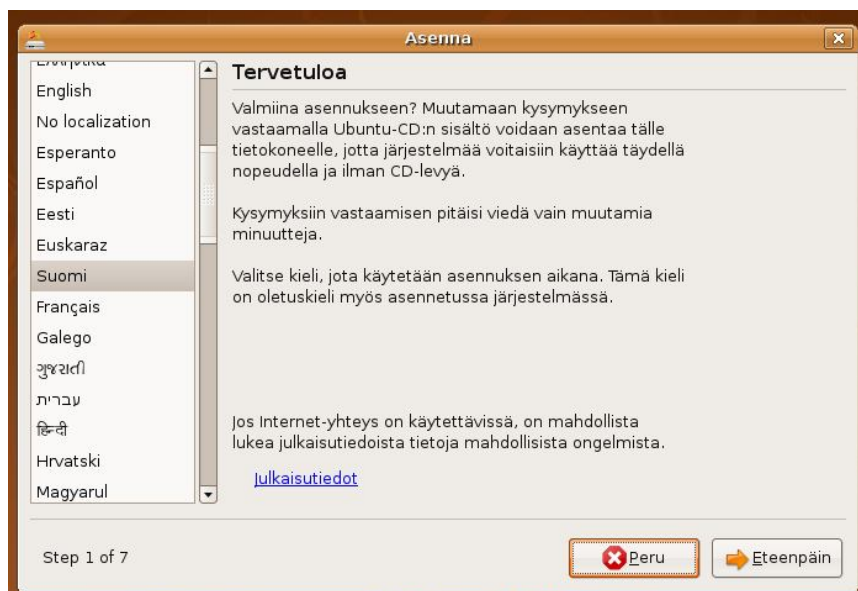 Asenna
English
No localization
Esperanto
Español
Eesti
Euskaraz
Suomi
Français
Galego
ગુજરાતી
עברית
हिन्दी
Hrvatski
Magyarul
Tervetuloa
Valmiina asennukseen? Muutamaan kysymykseen
vastaamalla Ubuntu-CD:n sisältö voidaan asentaa tälle
tietokoneelle, jotta järjestelmää voitaisiin käyttää täydellä
nopeudella ja ilman CD-levyä.
Kysymyksiin vastaamisen pitäisi viedä vain muutamia
minuutteja.
Valitse kieli, jota käytetään asennuksen aikana. Tämä kieli
on oletuskieli myös asennetussa järjestelmässä.
Jos Internet-yhteys on käytettävissä, on mahdollista
lukea julkaisutiedoista tietoja mahdollisista ongelmista.
Julkaisutiedot
Step 1 of 7
Peru
Eteenpäin